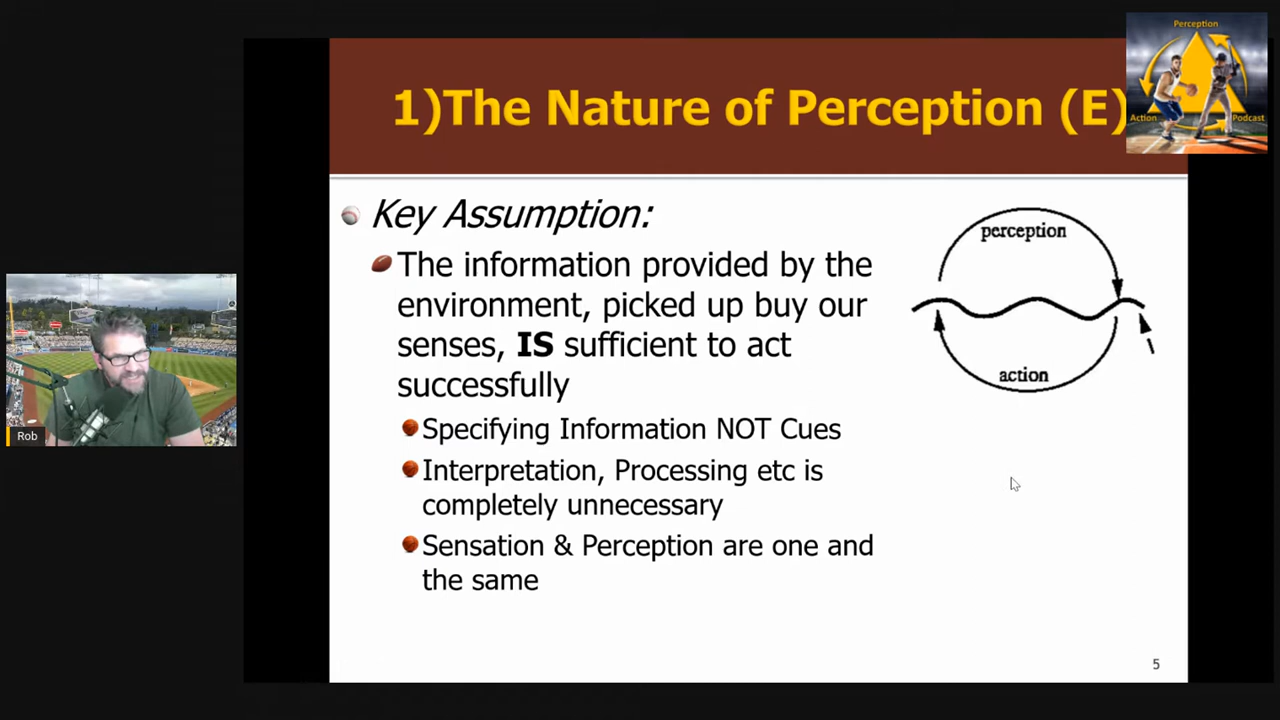 Perception
Action
Podcast
1)The Nature of Perception (E)
Key Assumption:
The information provided by the
environment, picked up buy our
senses, IS sufficient to act
successfully
Specifying Information NOT Cues
Interpretation, Processing etc is
completely unnecessary
Sensation & Perception are one and
the same
perception
action
Rob
5